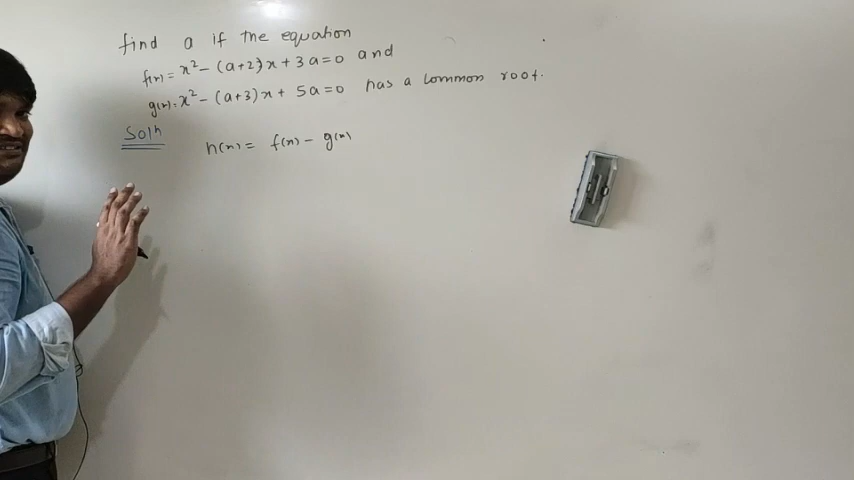 find a if the equation
f(x) = x² - (a+2)x + 3a = 0 and
g(x) = x² - (a+3)x + 5a = 0 has a common root.
Solⁿ
h(x) = f(x) - g(x)